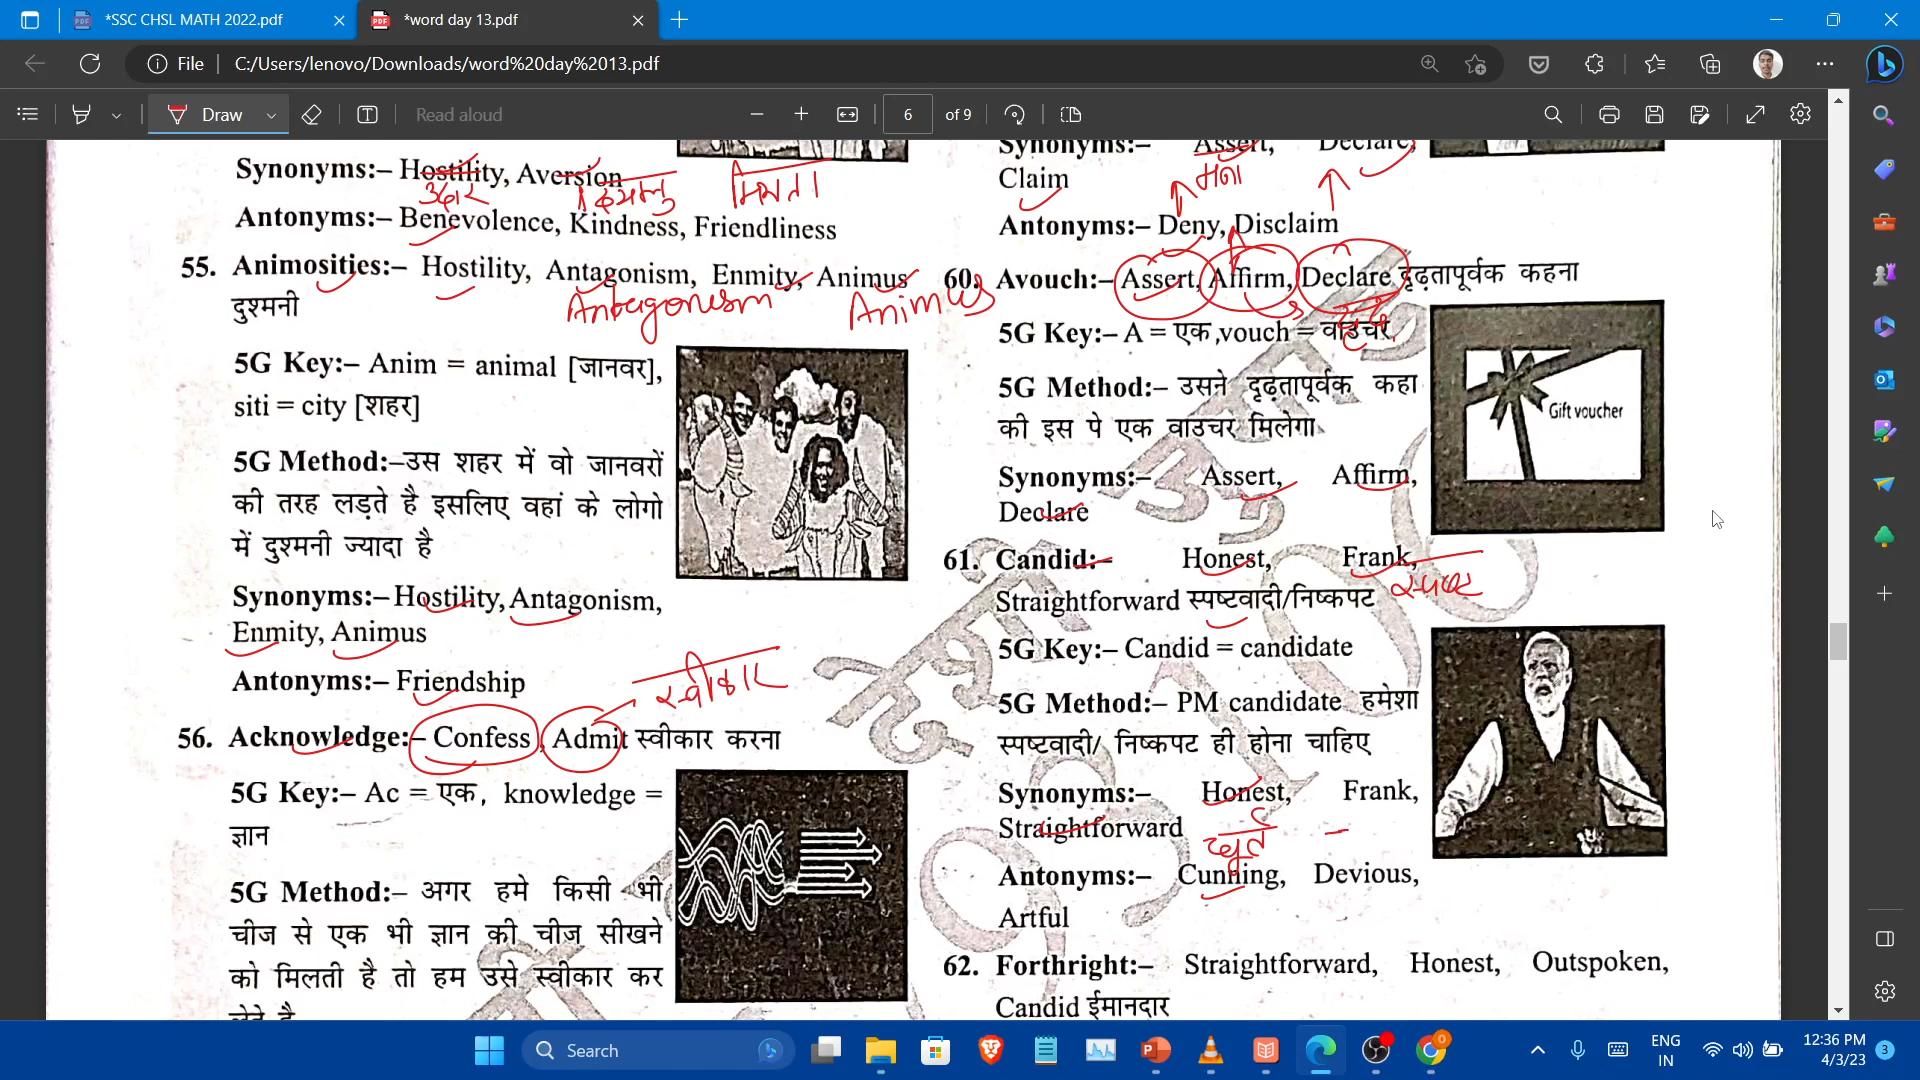 *SSC CHSL MATH 2022.pdf
*word day 13.pdf
File
C:/Users/lenovo/Downloads/word%20day%2013.pdf
Draw
Read aloud
6
of 9
Synonyms:– Hostility, Aversion
उदार
मित्रता
Antonyms:– Benevolence, Kindness, Friendliness
55. Animosities:– Hostility, Antagonism, Enmity, Animus
दुश्मनी
Antagonism
Animus
5G Key:– Anim = animal [जानवर],
siti = city [शहर]
5G Method:–उस शहर में वो जानवरों
की तरह लड़ते है इसलिए वहां के लोगो
में दुश्मनी ज्यादा है
Synonyms:– Hostility, Antagonism,
Enmity, Animus
Antonyms:– Friendship
स्वीकार
56. Acknowledge:– Confess , Admit स्वीकार करना
5G Key:– Ac = एक, knowledge =
ज्ञान
5G Method:– अगर हमे किसी भी
चीज से एक भी ज्ञान की चीज सीखने
को मिलती है तो हम उसे स्वीकार कर
लेते है
Synonyms:– Assert, Declare,
Claim
मना
Antonyms:– Deny, Disclaim
60. Avouch:– Assert, Affirm, Declare दृढ़तापूर्वक कहना
5G Key:– A = एक ,vouch = वाउचर
5G Method:– उसने दृढ़तापूर्वक कहा
की इस पे एक वाउचर मिलेगा
Gift voucher
Synonyms:– Assert, Affirm,
Declare
61. Candid:– Honest, Frank,
Straightforward स्पष्टवादी/निष्कपट
स्पष्ट
5G Key:– Candid = candidate
5G Method:– PM candidate हमेशा
स्पष्टवादी/ निष्कपट ही होना चाहिए
Synonyms:– Honest, Frank,
Straightforward
धूर्त
Antonyms:– Cunning, Devious,
Artful
62. Forthright:– Straightforward, Honest, Outspoken,
Candid ईमानदार
Search
ENG
IN
12:36 PM
4/3/23
3